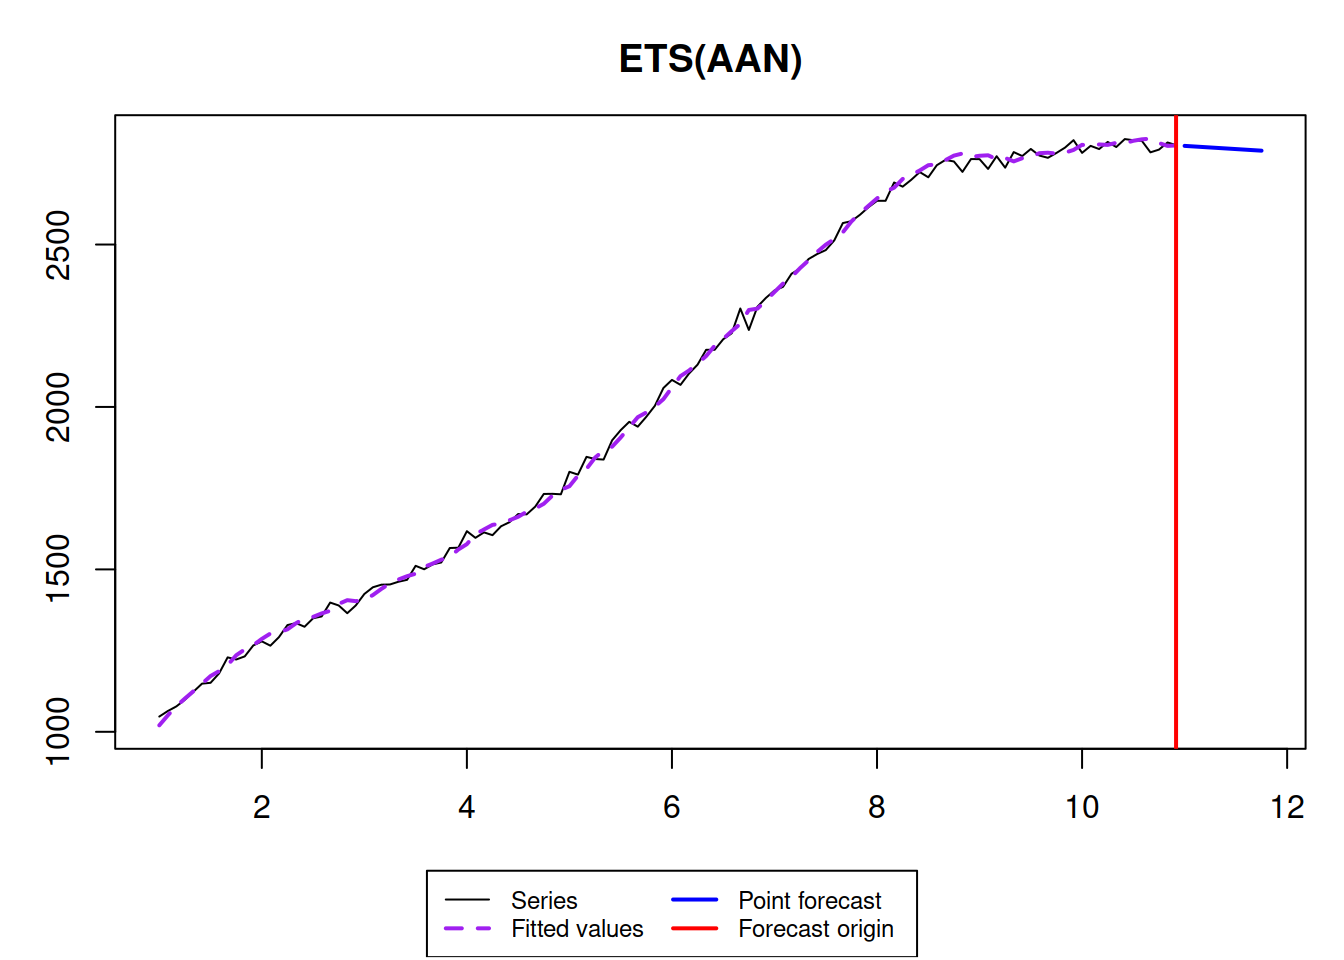 ETS(AAN)
2500
2000
1500
1000
2 4 6 8 10 12
Series Point forecast
Fitted values Forecast origin